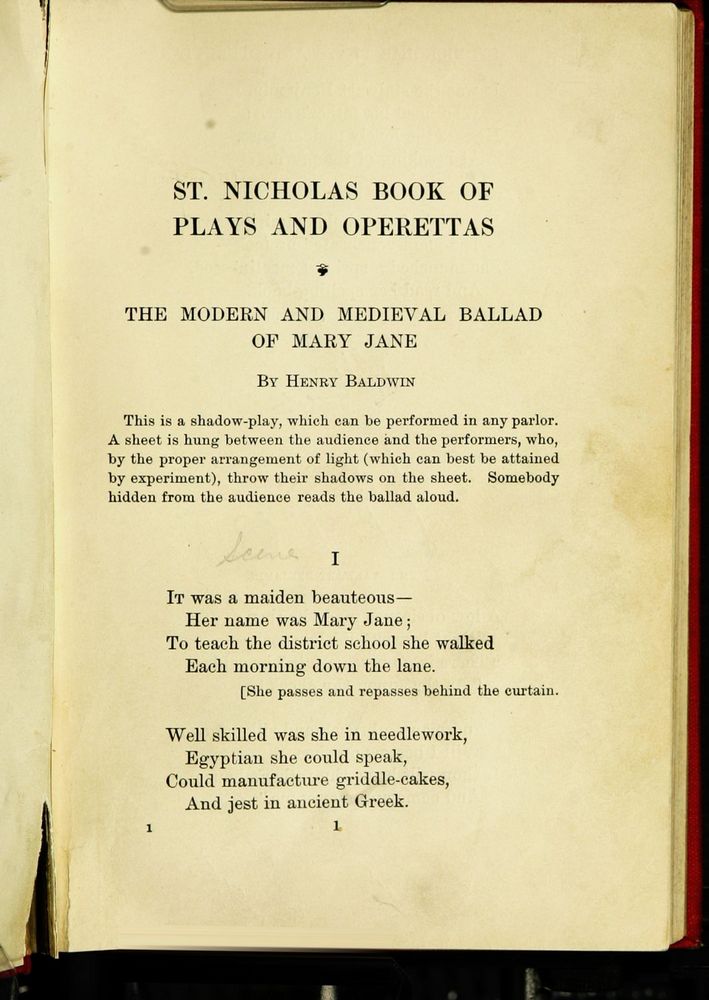 ST. NICHOLAS BOOK OF
PLAYS AND OPERETTAS
THE MODERN AND MEDIEVAL BALLAD
OF MARY JANE
BY HENRY BALDWIN
This is a shadow-play, which can be performed in any parlor.
A sheet is hung between the audience and the performers, who,
by the proper arrangement of light (which can best be attained
by experiment), throw their shadows on the sheet. Somebody
hidden from the audience reads the ballad aloud.
Scene I
IT was a maiden beauteous—
Her name was Mary Jane;
To teach the district school she walked
Each morning down the lane.
[She passes and repasses behind the curtain.
Well skilled was she in needlework,
Egyptian she could speak,
Could manufacture griddle-cakes,
And jest in ancient Greek.
1 1